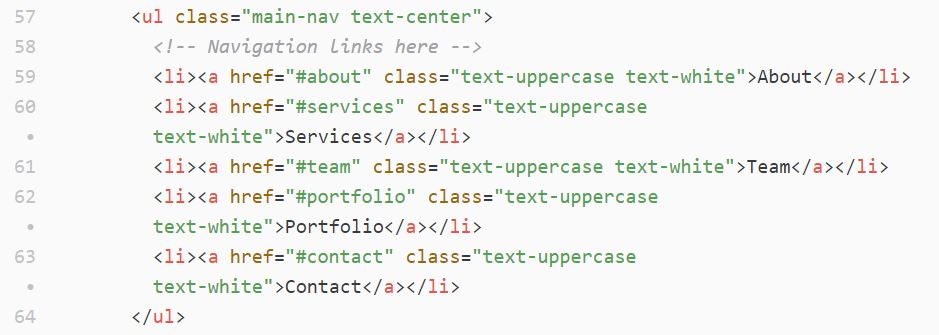 57 <ul class="main-nav text-center">
58 <!-- Navigation links here -->
59 <li><a href="#about" class="text-uppercase text-white">About</a></li>
60 <li><a href="#services" class="text-uppercase
• text-white">Services</a></li>
61 <li><a href="#team" class="text-uppercase text-white">Team</a></li>
62 <li><a href="#portfolio" class="text-uppercase
• text-white">Portfolio</a></li>
63 <li><a href="#contact" class="text-uppercase
• text-white">Contact</a></li>
64 </ul>